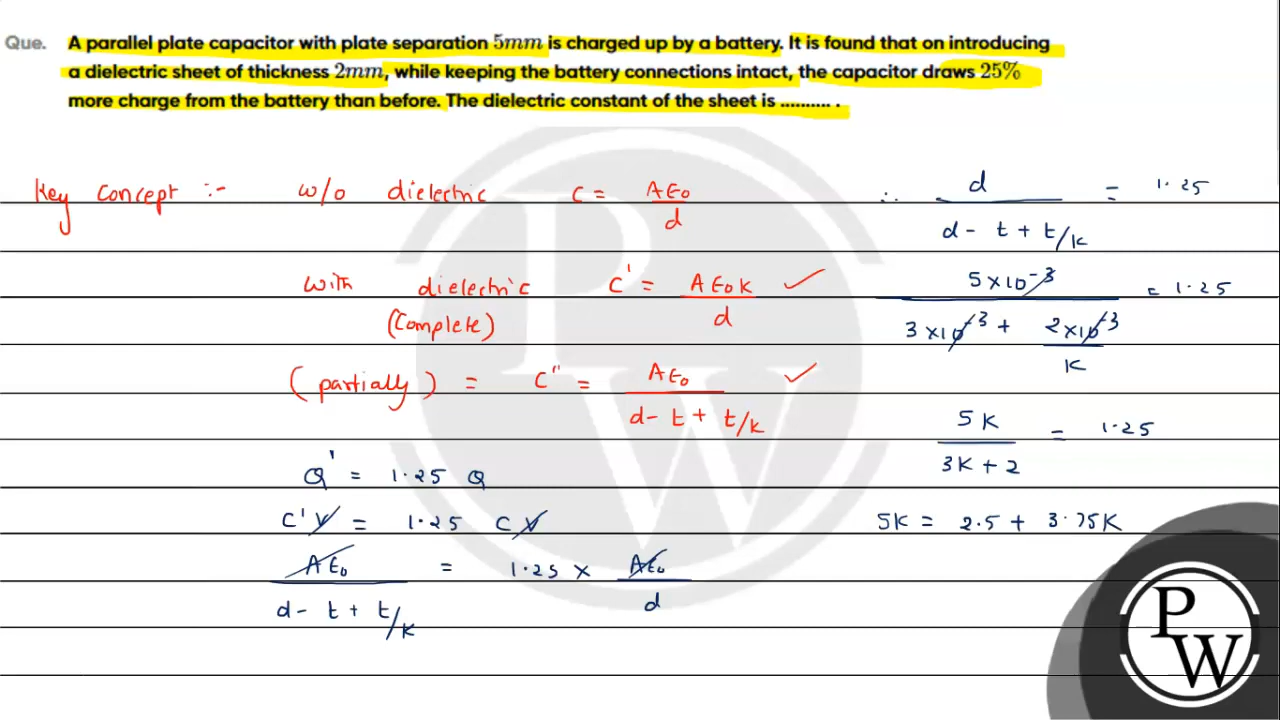 Que. A parallel plate capacitor with plate separation 5mm is charged up by a battery. It is found that on introducing
a dielectric sheet of thickness 2mm, while keeping the battery connections intact, the capacitor draws 25%
more charge from the battery than before. The dielectric constant of the sheet is .......... .
Key Concept :- w/o dielectric C = Aε₀/d
with dielectric C' = Aε₀K/d
(Complete)
(partially) = C'' = Aε₀/(d - t + t/K)
Q' = 1.25 Q
C'V = 1.25 CV
Aε₀/(d - t + t/K) = 1.25 × Aε₀/d
∴ d/(d - t + t/K) = 1.25
5×10⁻³/(3×10⁻³ + 2×10⁻³/K) = 1.25
5K/(3K + 2) = 1.25
5K = 2.5 + 3.75K
PW
PW